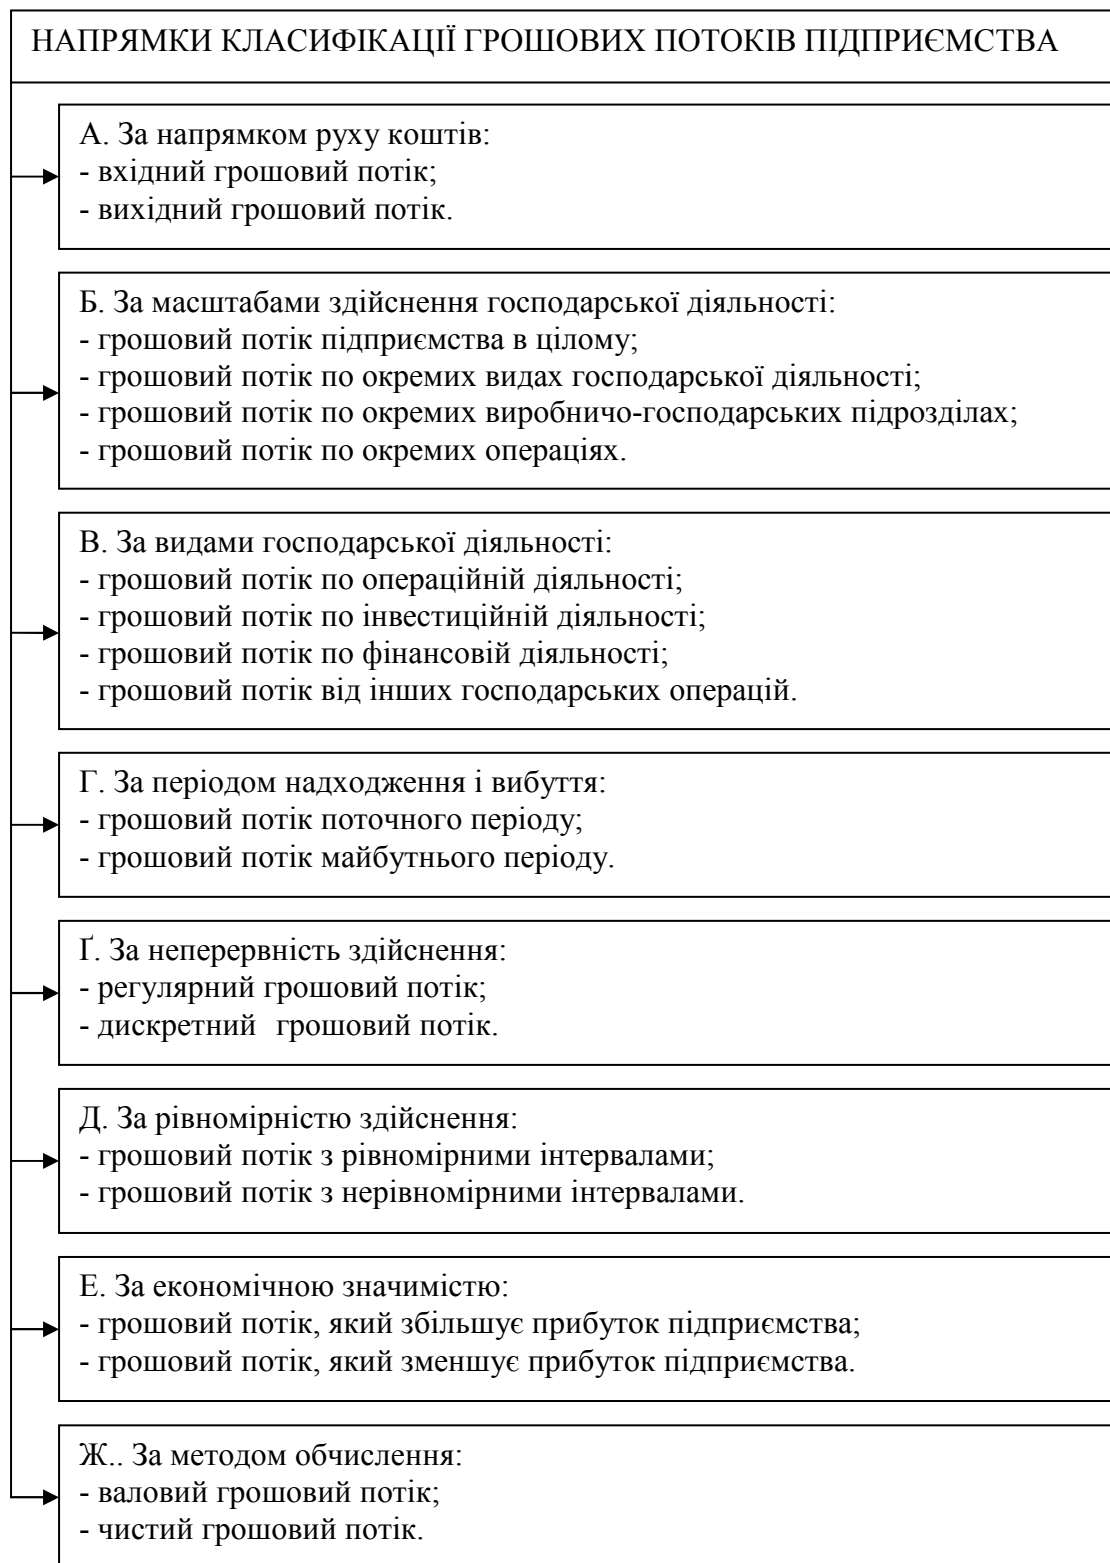 НАПРЯМКИ КЛАСИФІКАЦІЇ ГРОШОВИХ ПОТОКІВ ПІДПРИЄМСТВА
А. За напрямком руху коштів:
- вхідний грошовий потік;
- вихідний грошовий потік.
Б. За масштабами здійснення господарської діяльності:
- грошовий потік підприємства в цілому;
- грошовий потік по окремих видах господарської діяльності;
- грошовий потік по окремих виробничо-господарських підрозділах;
- грошовий потік по окремих операціях.
В. За видами господарської діяльності:
- грошовий потік по операційній діяльності;
- грошовий потік по інвестиційній діяльності;
- грошовий потік по фінансовій діяльності;
- грошовий потік від інших господарських операцій.
Г. За періодом надходження і вибуття:
- грошовий потік поточного періоду;
- грошовий потік майбутнього періоду.
Ґ. За неперервність здійснення:
- регулярний грошовий потік;
- дискретний грошовий потік.
Д. За рівномірністю здійснення:
- грошовий потік з рівномірними інтервалами;
- грошовий потік з нерівномірними інтервалами.
Е. За економічною значимістю:
- грошовий потік, який збільшує прибуток підприємства;
- грошовий потік, який зменшує прибуток підприємства.
Ж.. За методом обчислення:
- валовий грошовий потік;
- чистий грошовий потік.